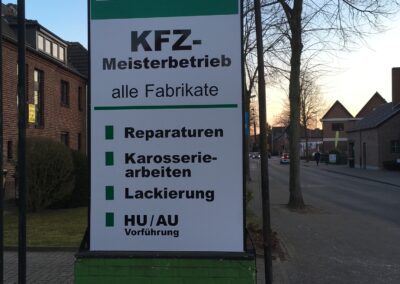 KFZ-
Meisterbetrieb
alle Fabrikate
Reparaturen
Karosserie-
arbeiten
Lackierung
HU/AU
Vorführung